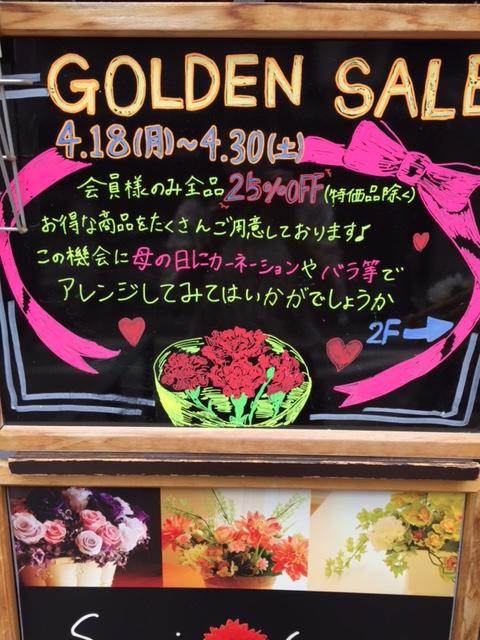 GOLDEN SALE
4.18(月)~4.30(土)
会員様のみ全品25%OFF(特価品除く)
お得な商品をたくさんご用意しております♪
この機会に母の日にカーネーションやバラ等で
アレンジしてみてはいかがでしょうか
2F→